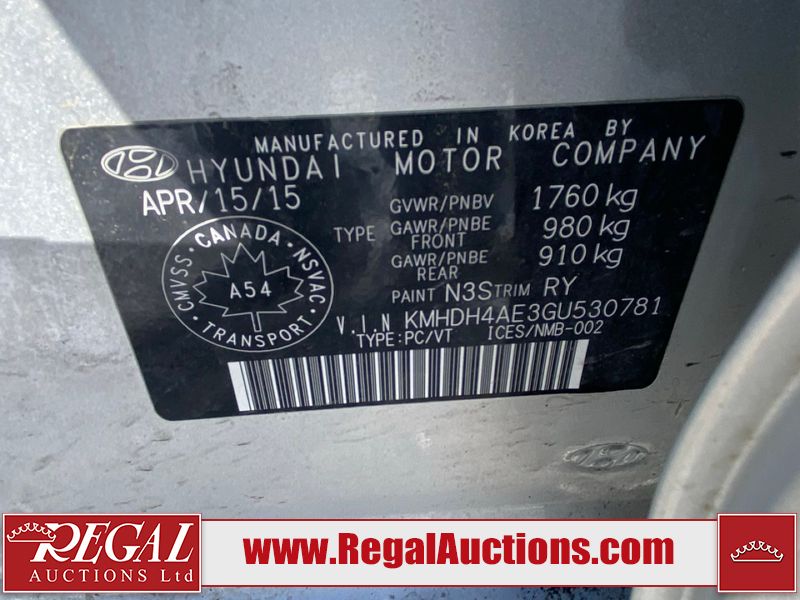 MANUFACTURED IN KOREA BY
HYUNDAI MOTOR COMPANY
APR/15/15
GVWR/PNBV 1760 kg
TYPE GAWR/PNBE FRONT 980 kg
GAWR/PNBE REAR 910 kg
PAINT N3S TRIM RY
CMVSS · CANADA · NSVAC
A54
TRANSPORT
V.I.N KMHDH4AE3GU530781
TYPE:PC/VT ICES/NMB-002
REGAL
AUCTIONS Ltd
www.RegalAuctions.com